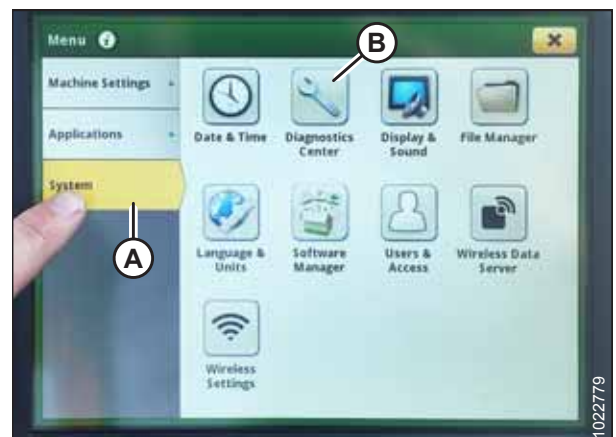 Menu
B
Machine Settings
Applications
System
A
Date & Time
Diagnostics
Center
Display &
Sound
File Manager
Language &
Units
Software
Manager
Users &
Access
Wireless Data
Server
Wireless
Settings
1022779